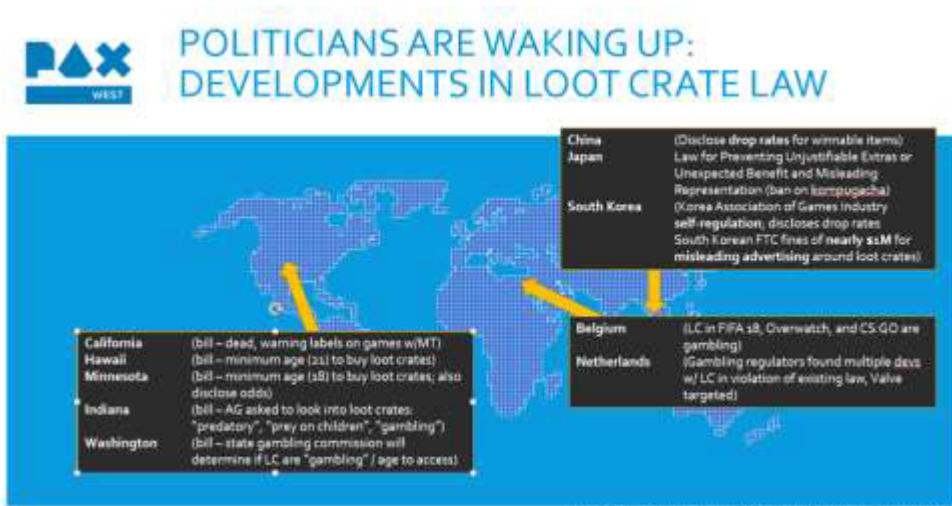 PAX
WEST
POLITICIANS ARE WAKING UP:
DEVELOPMENTS IN LOOT CRATE LAW
China (Disclose drop rates for winnable items)
Japan Law for Preventing Unjustifiable Extras or
Unexpected Benefit and Misleading
Representation (ban on kompugacha)
South Korea (Korea Association of Games Industry
self-regulation, discloses drop rates
South Korean FTC fines of nearly $1M for
misleading advertising around loot crates)
Belgium (LC in FIFA 18, Overwatch, and CS:GO are
gambling)
Netherlands (Gambling regulators found multiple devs
w/ LC in violation of existing law, Valve
targeted)
California (bill – dead, warning labels on games w/MT)
Hawaii (bill – minimum age (21) to buy loot crates)
Minnesota (bill – minimum age (18) to buy loot crates; also
disclose odds)
Indiana (bill – AG asked to look into loot crates:
"predatory", "prey on children", "gambling")
Washington (bill – state gambling commission will
determine if LC are "gambling" / age to access)